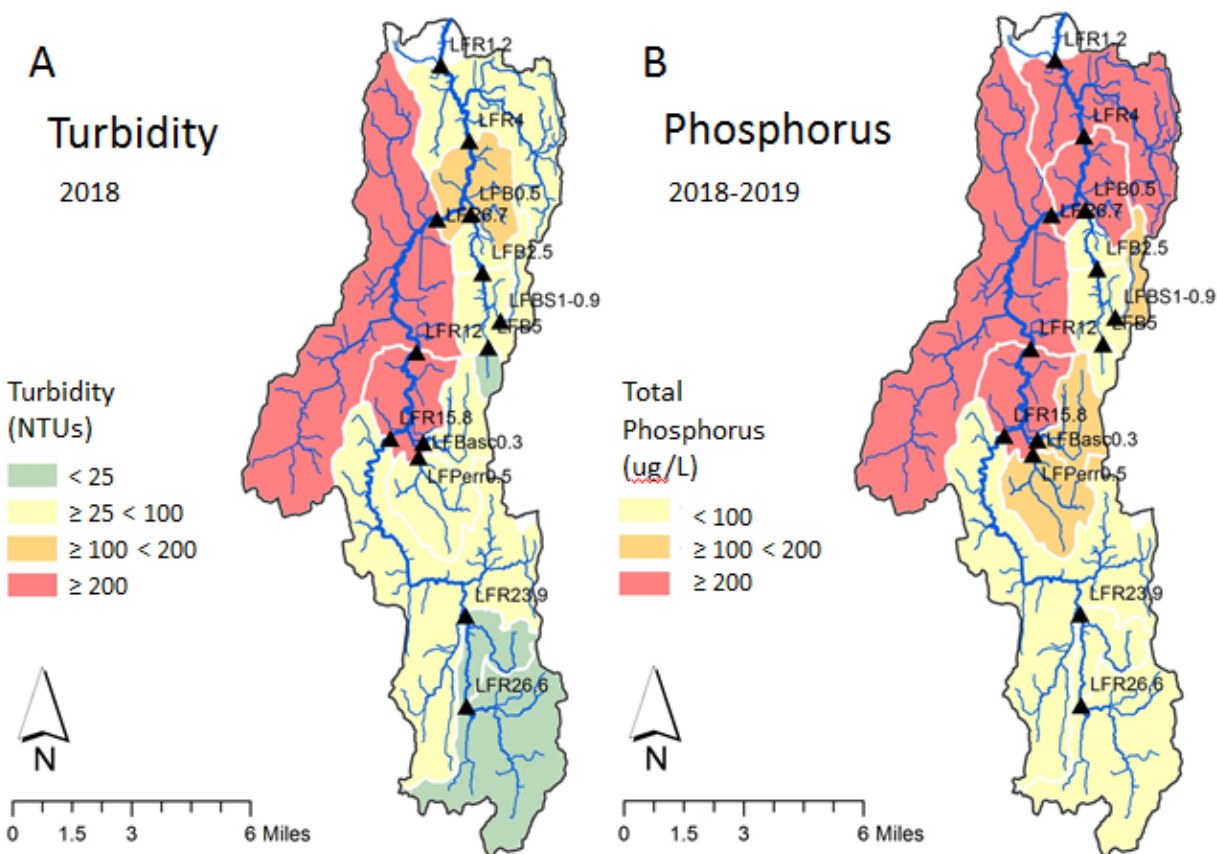 A
Turbidity
2018
LFR1.2
LFR4
LFB0.5
LFR6.7
LFB2.5
LFBS1-0.9
LFB5
LFR12
LFR15.8
LFBasc0.3
LFPerr0.5
LFR23.9
LFR26.6
Turbidity
(NTUs)
< 25
≥ 25 < 100
≥ 100 < 200
≥ 200
N
0 1.5 3 6 Miles
B
Phosphorus
2018-2019
LFR1.2
LFR4
LFB0.5
LFR6.7
LFB2.5
LFBS1-0.9
LFB5
LFR12
LFR15.8
LFBasc0.3
LFPerr0.5
LFR23.9
LFR26.6
Total
Phosphorus
(ug/L)
< 100
≥ 100 < 200
≥ 200
N
0 1.5 3 6 Miles